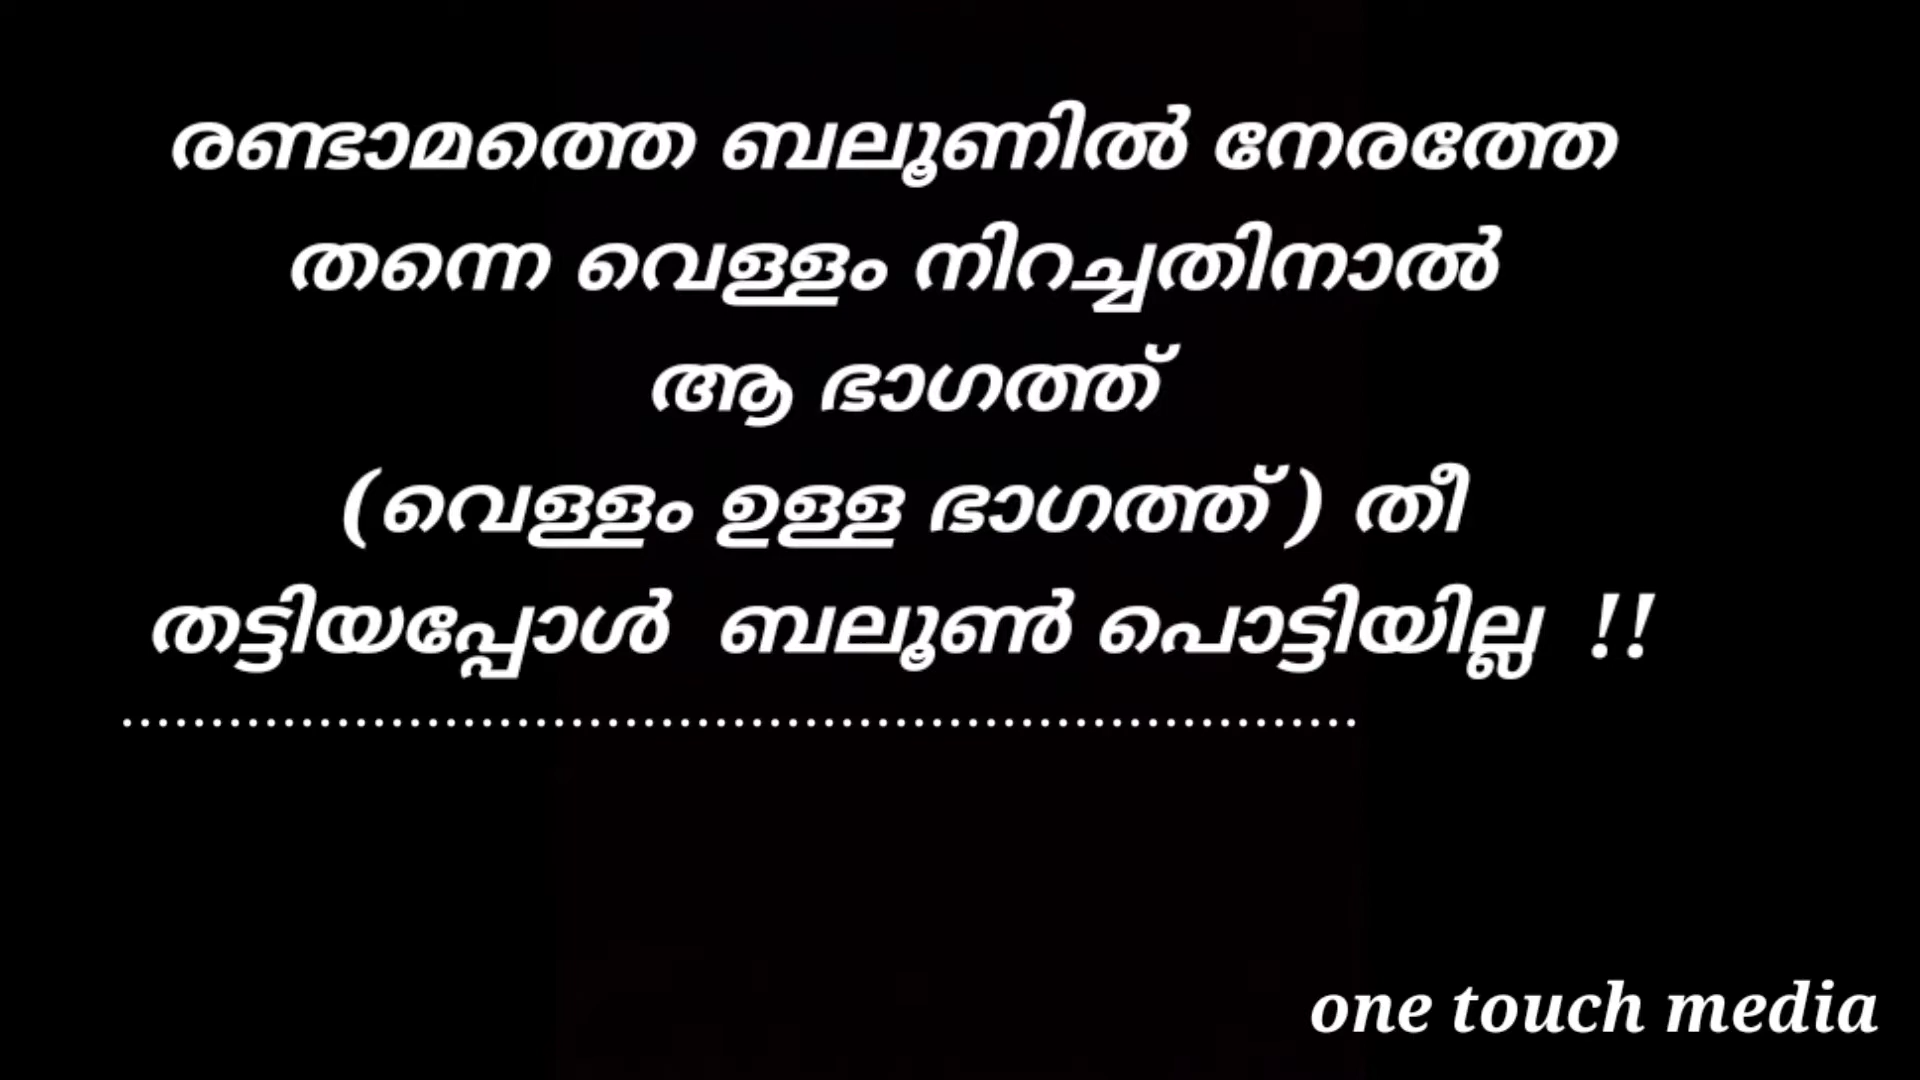 രണ്ടാമത്തെ ബലൂണിൽ നേരത്തേ
തന്നെ വെള്ളം നിറച്ചതിനാൽ
ആ ഭാഗത്ത്
(വെള്ളം ഉള്ള ഭാഗത്ത്) തീ
തട്ടിയപ്പോൾ ബലൂൺ പൊട്ടിയില്ല !!
.....................................................................
one touch media